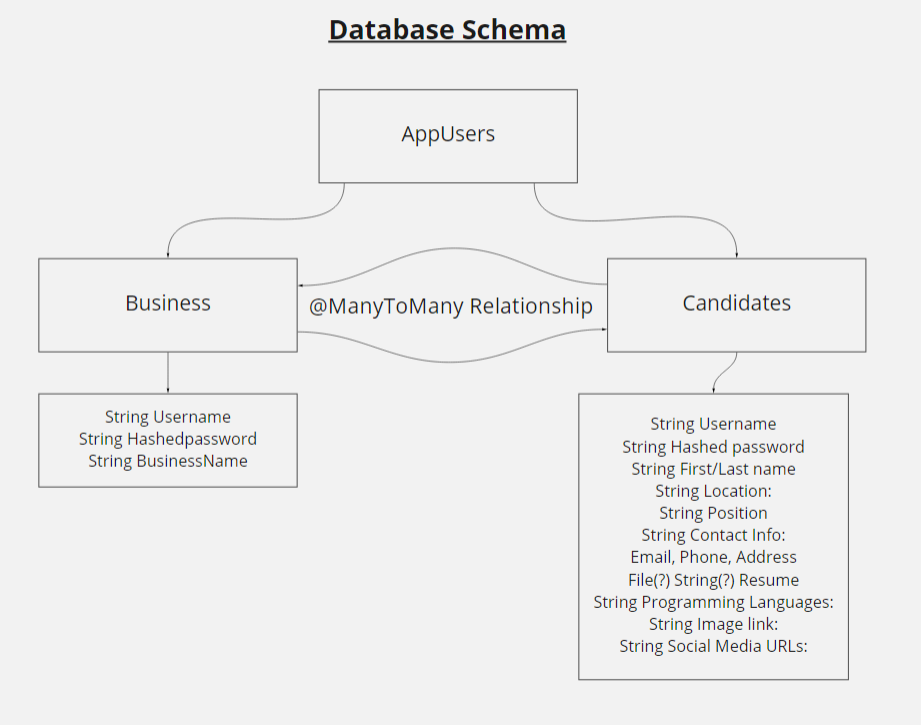 Database Schema
AppUsers
Business
@ManyToMany Relationship
Candidates
String Username
String Hashedpassword
String BusinessName
String Username
String Hashed password
String First/Last name
String Location:
String Position
String Contact Info:
Email, Phone, Address
File(?) String(?) Resume
String Programming Languages:
String Image link:
String Social Media URLs: